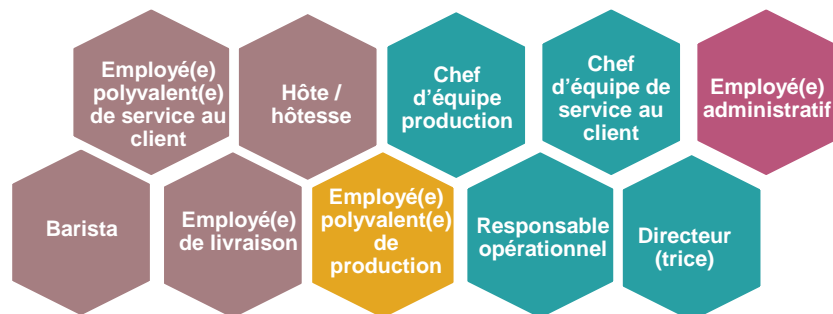 Employé(e)
polyvalent(e)
de service au
client
Hôte /
hôtesse
Chef
d'équipe
production
Chef
d'équipe de
service au
client
Employé(e)
administratif
Barista
Employé(e)
de livraison
Employé(e)
polyvalent(e)
de
production
Responsable
opérationnel
Directeur
(trice)